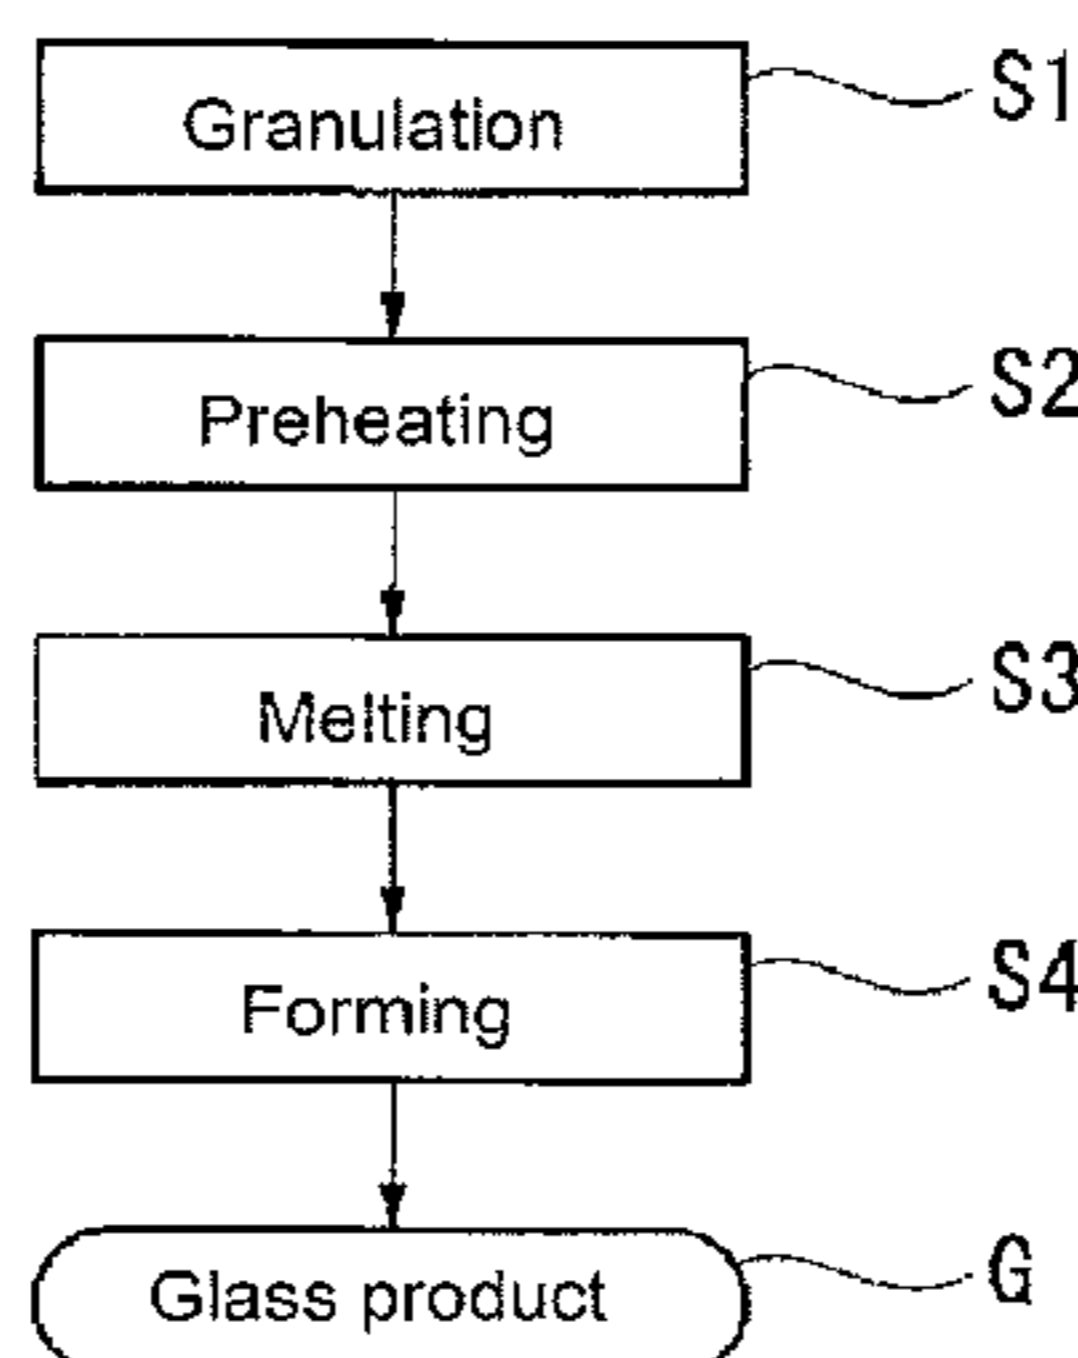 Granulation S1
Preheating S2
Melting S3
Forming S4
Glass product G